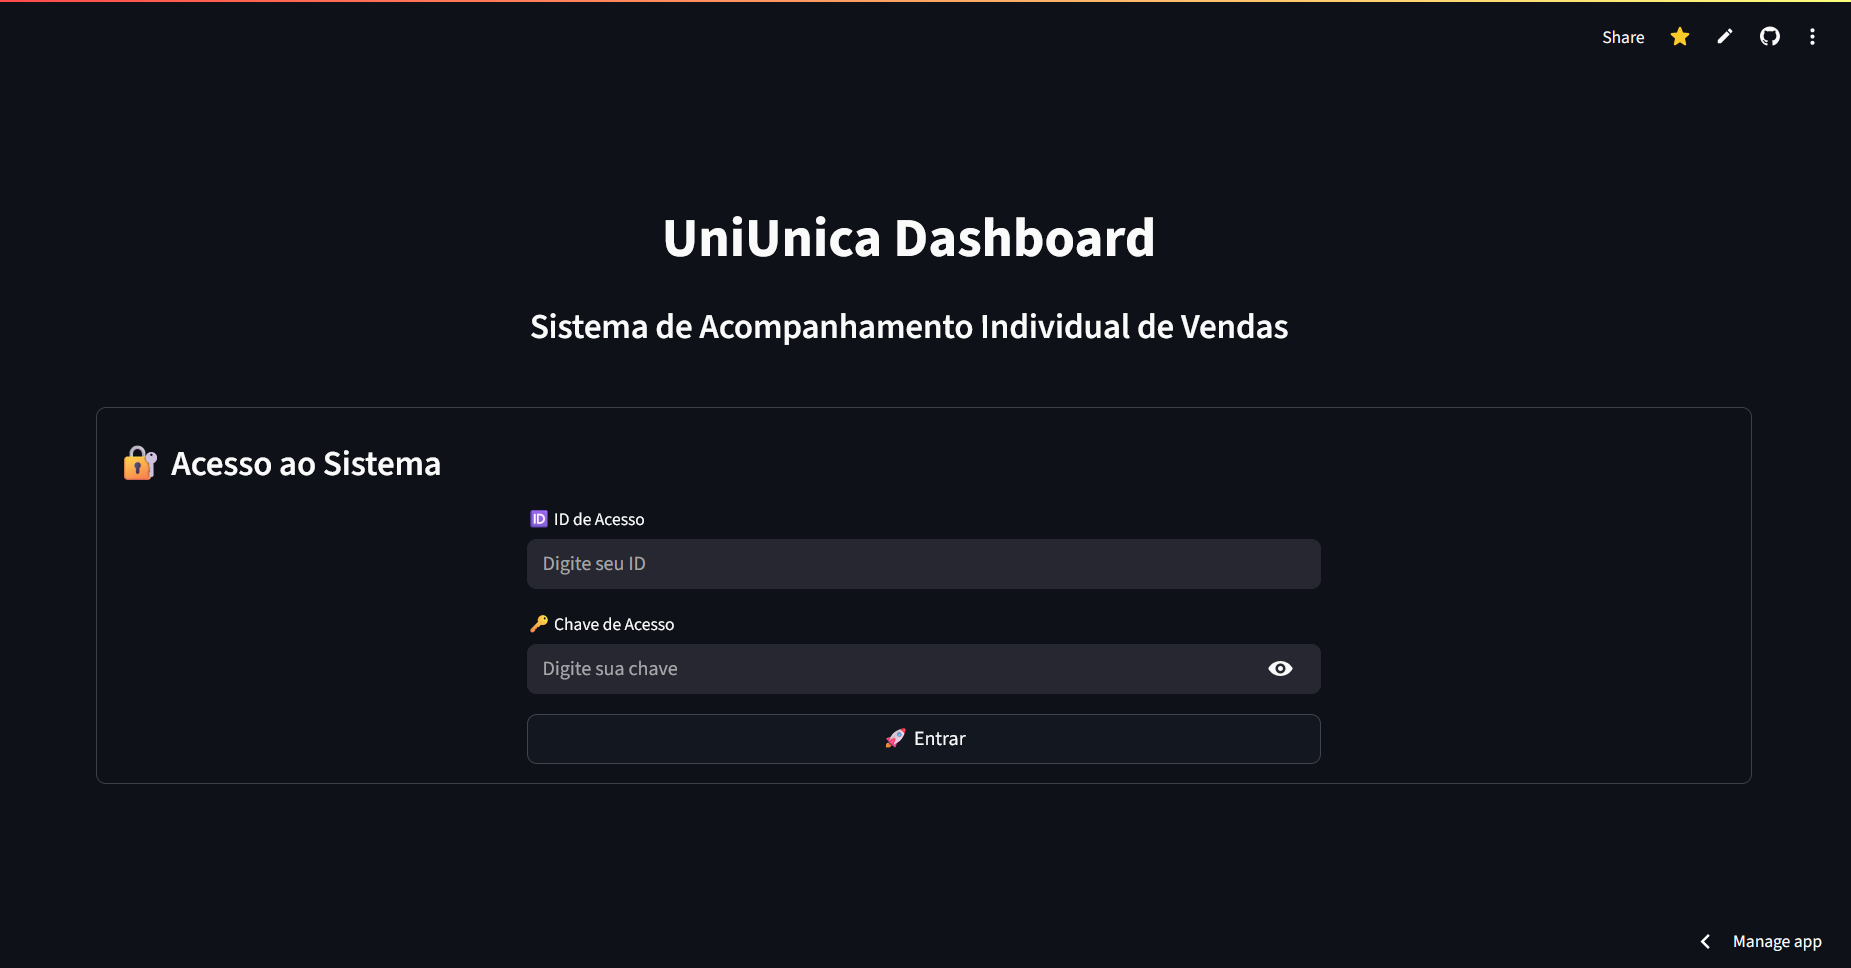 Share
UniUnica Dashboard
Sistema de Acompanhamento Individual de Vendas
🔐 Acesso ao Sistema
🆔 ID de Acesso
Digite seu ID
🔑 Chave de Acesso
Digite sua chave
🚀 Entrar
Manage app